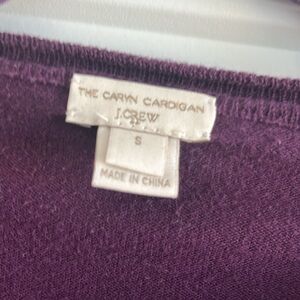 THE CARYN CARDIGAN
J.CREW
S
MADE IN CHINA